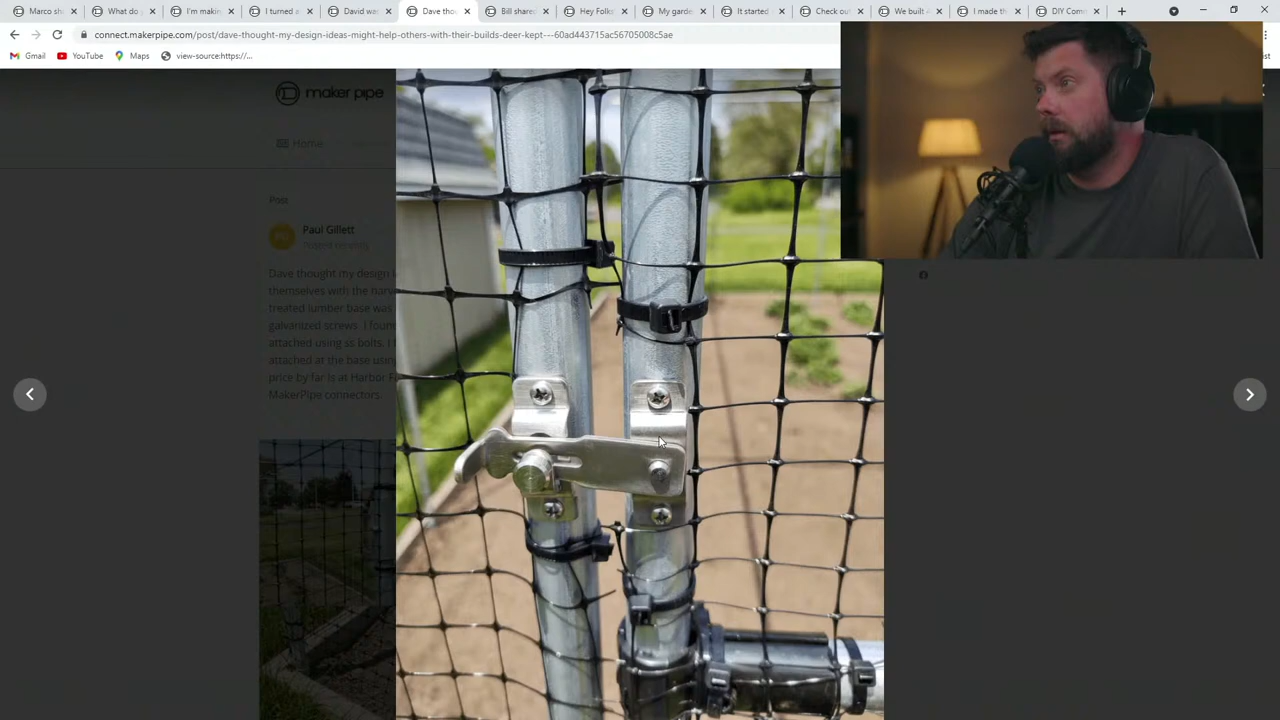 Marco sh
What do
I'm makin
I turned a
David wa
Dave tho
Bill share
Hey Folk
My garde
It started
Check out
We built
I made th
DIY Comm
connect.makerpipe.com/post/dave-thought-my-design-ideas-might-help-others-with-their-builds-deer-kept---60ad443715ac56705008c5ae
Gmail
YouTube
Maps
view-source:https://...
maker pipe
Home
Post
Paul Gillett
Dave thought my design
themselves with the har
treated lumber base was
galvanized screws. I foun
attached using ss bolts.
attached at the base using
price by far is at Harbor
MakerPipe connectors.